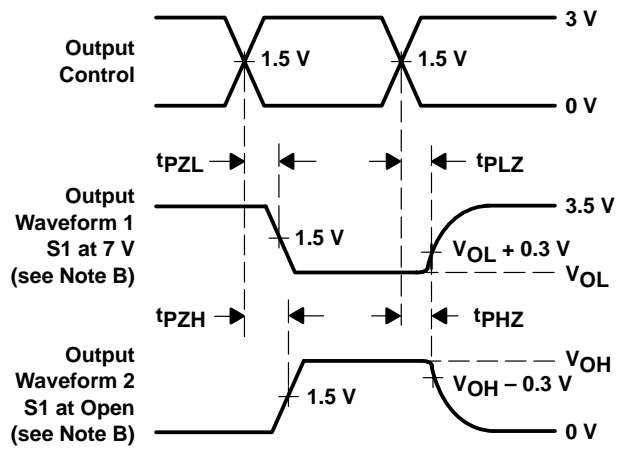 3 V
Output
Control
1.5 V
1.5 V
0 V
tPZL
tPLZ
Output
Waveform 1
S1 at 7 V
(see Note B)
3.5 V
1.5 V
VOL + 0.3 V
VOL
tPZH
tPHZ
Output
Waveform 2
S1 at Open
(see Note B)
VOH
VOH – 0.3 V
1.5 V
0 V